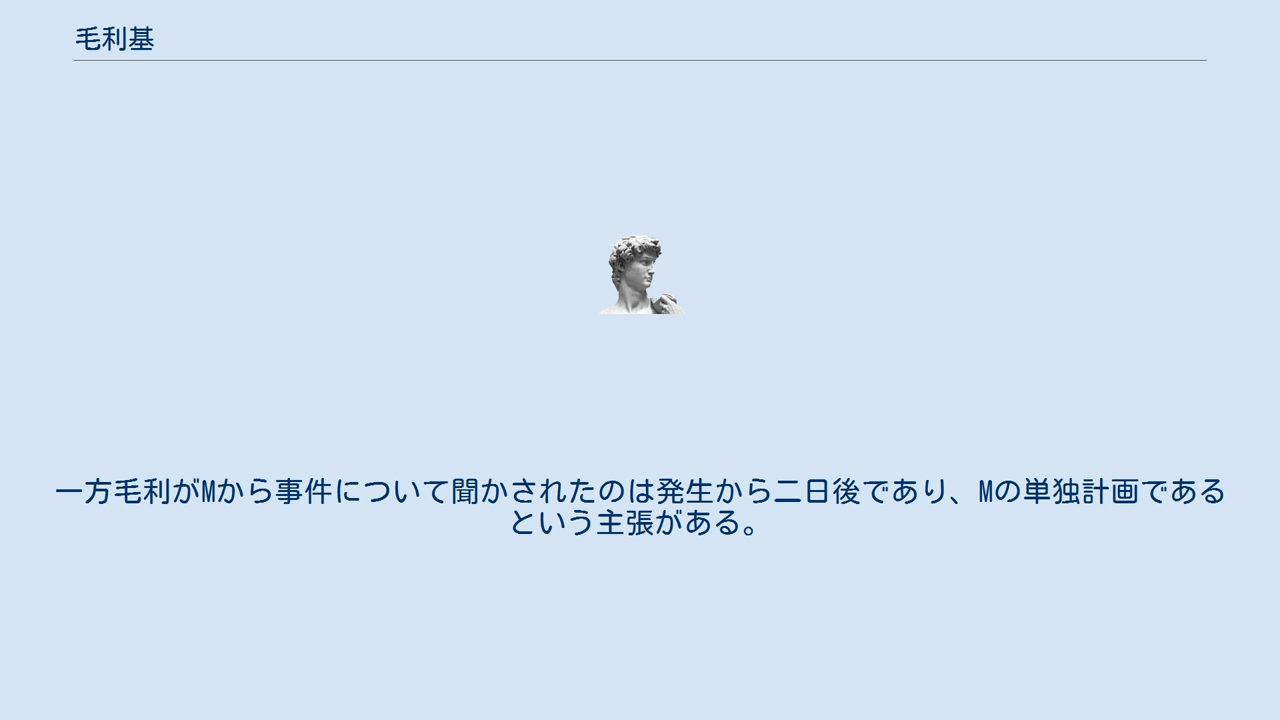 毛利基
一方毛利がMから事件について聞かされたのは発生から二日後であり、Mの単独計画である
という主張がある。